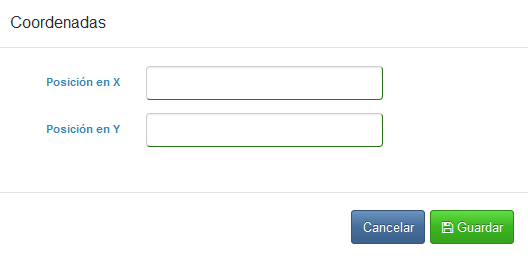 Coordenadas
Posición en X
Posición en Y
Cancelar
Guardar